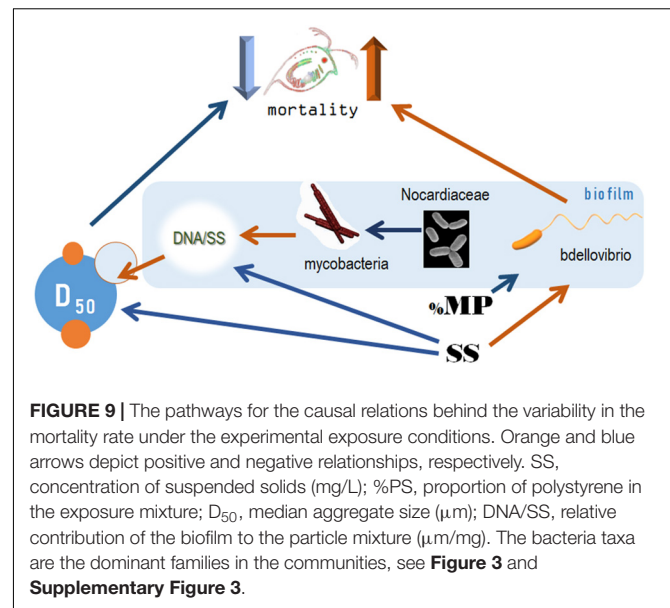 mortality
biofilm
Nocardiaceae
DNA/SS
mycobacteria
bdellovibrio
D50
%MP
SS
FIGURE 9 | The pathways for the causal relations behind the variability in the
mortality rate under the experimental exposure conditions. Orange and blue
arrows depict positive and negative relationships, respectively. SS,
concentration of suspended solids (mg/L); %PS, proportion of polystyrene in
the exposure mixture; D50, median aggregate size (μm); DNA/SS, relative
contribution of the biofilm to the particle mixture (μm/mg). The bacteria taxa
are the dominant families in the communities, see Figure 3 and
Supplementary Figure 3.